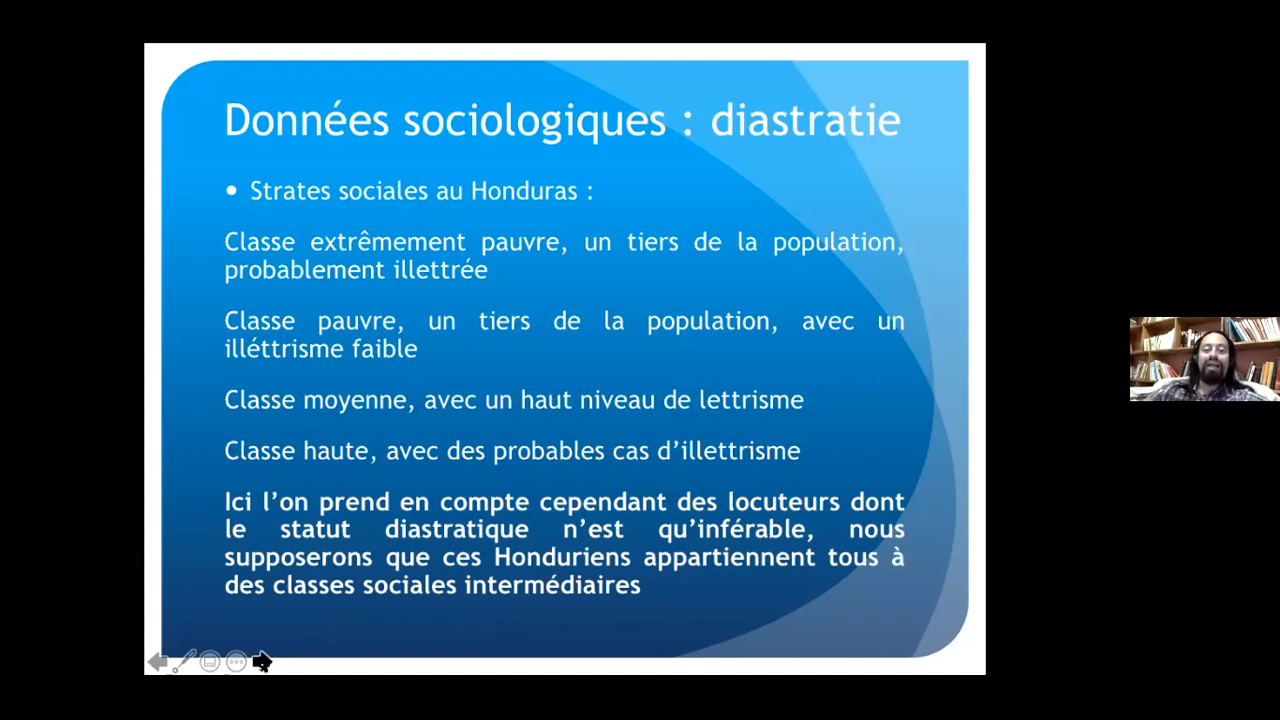 Données sociologiques : diastratie
• Strates sociales au Honduras :
Classe extrêmement pauvre, un tiers de la population,
probablement illettrée
Classe pauvre, un tiers de la population, avec un
illéttrisme faible
Classe moyenne, avec un haut niveau de lettrisme
Classe haute, avec des probables cas d’illettrisme
Ici l’on prend en compte cependant des locuteurs dont
le statut diastratique n’est qu’inférable, nous
supposerons que ces Honduriens appartiennent tous à
des classes sociales intermédiaires